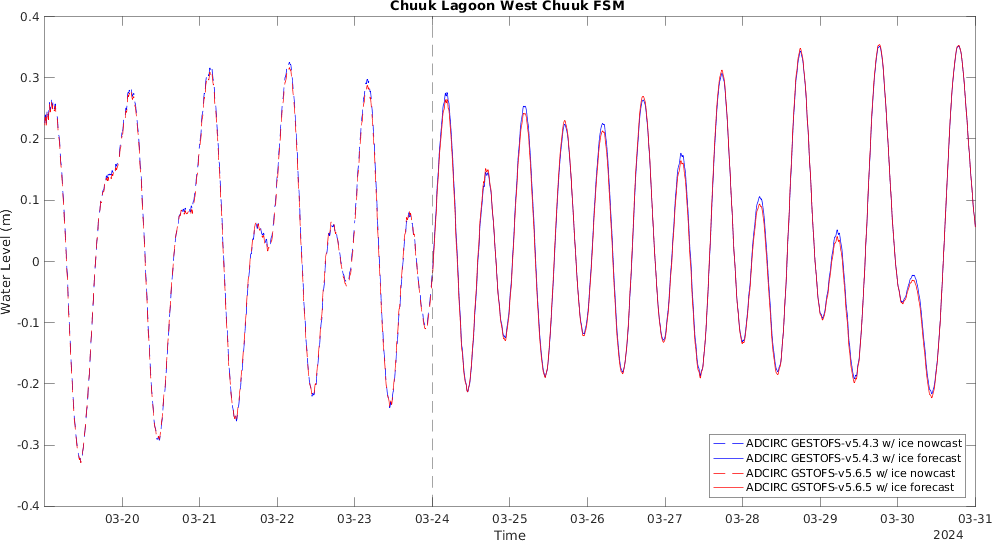 Chuuk Lagoon West Chuuk FSM
0.4
0.3
0.2
0.1
0
-0.1
-0.2
-0.3
-0.4
Water Level (m)
ADCIRC GESTOFS-v5.4.3 w/ ice nowcast
ADCIRC GESTOFS-v5.4.3 w/ ice forecast
ADCIRC GSTOFS-v5.6.5 w/ ice nowcast
ADCIRC GSTOFS-v5.6.5 w/ ice forecast
03-20 03-21 03-22 03-23 03-24 03-25 03-26 03-27 03-28 03-29 03-30 03-31
Time
2024